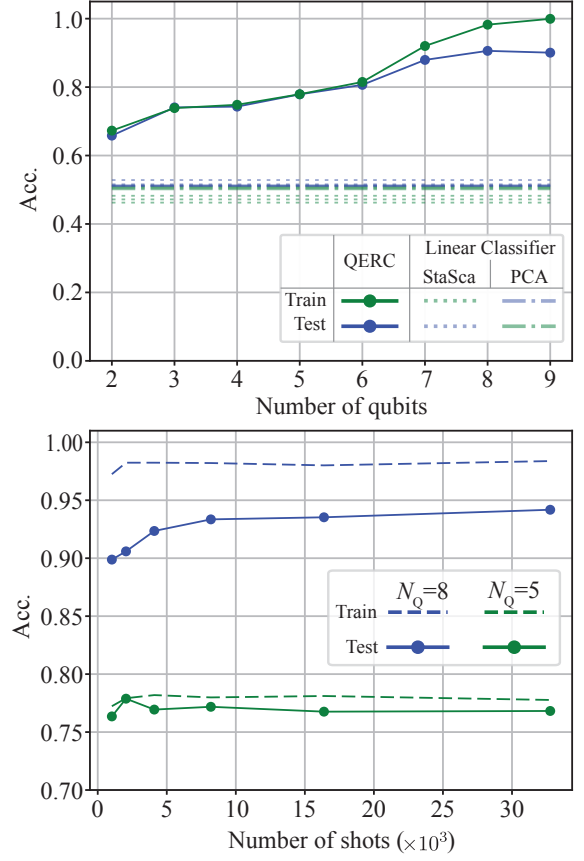 1.0
0.8
0.6
0.4
0.2
0.0
Acc.
QERC
Linear Classifier
StaSca
PCA
Train
Test
2
3
4
5
6
7
8
9
Number of qubits
1.00
0.95
0.90
0.85
0.80
0.75
0.70
Acc.
N_Q=8
N_Q=5
Train
Test
0
5
10
15
20
25
30
Number of shots (×10³)